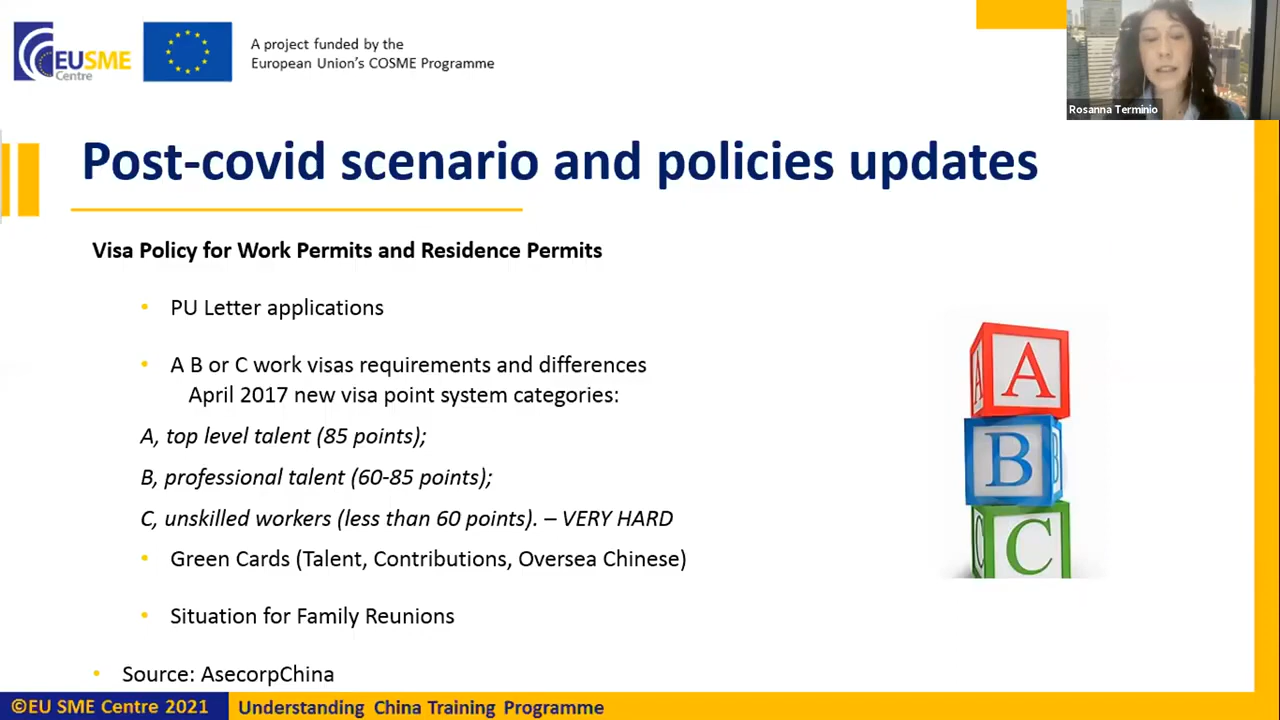 EUSME
Centre
A project funded by the
European Union's COSME Programme
Rosanna Terminio
Post-covid scenario and policies updates
Visa Policy for Work Permits and Residence Permits
• PU Letter applications
• A B or C work visas requirements and differences
April 2017 new visa point system categories:
A, top level talent (85 points);
B, professional talent (60-85 points);
C, unskilled workers (less than 60 points). – VERY HARD
• Green Cards (Talent, Contributions, Oversea Chinese)
• Situation for Family Reunions
• Source: AsecorpChina
A A
B B
C C
©EU SME Centre 2021
Understanding China Training Programme